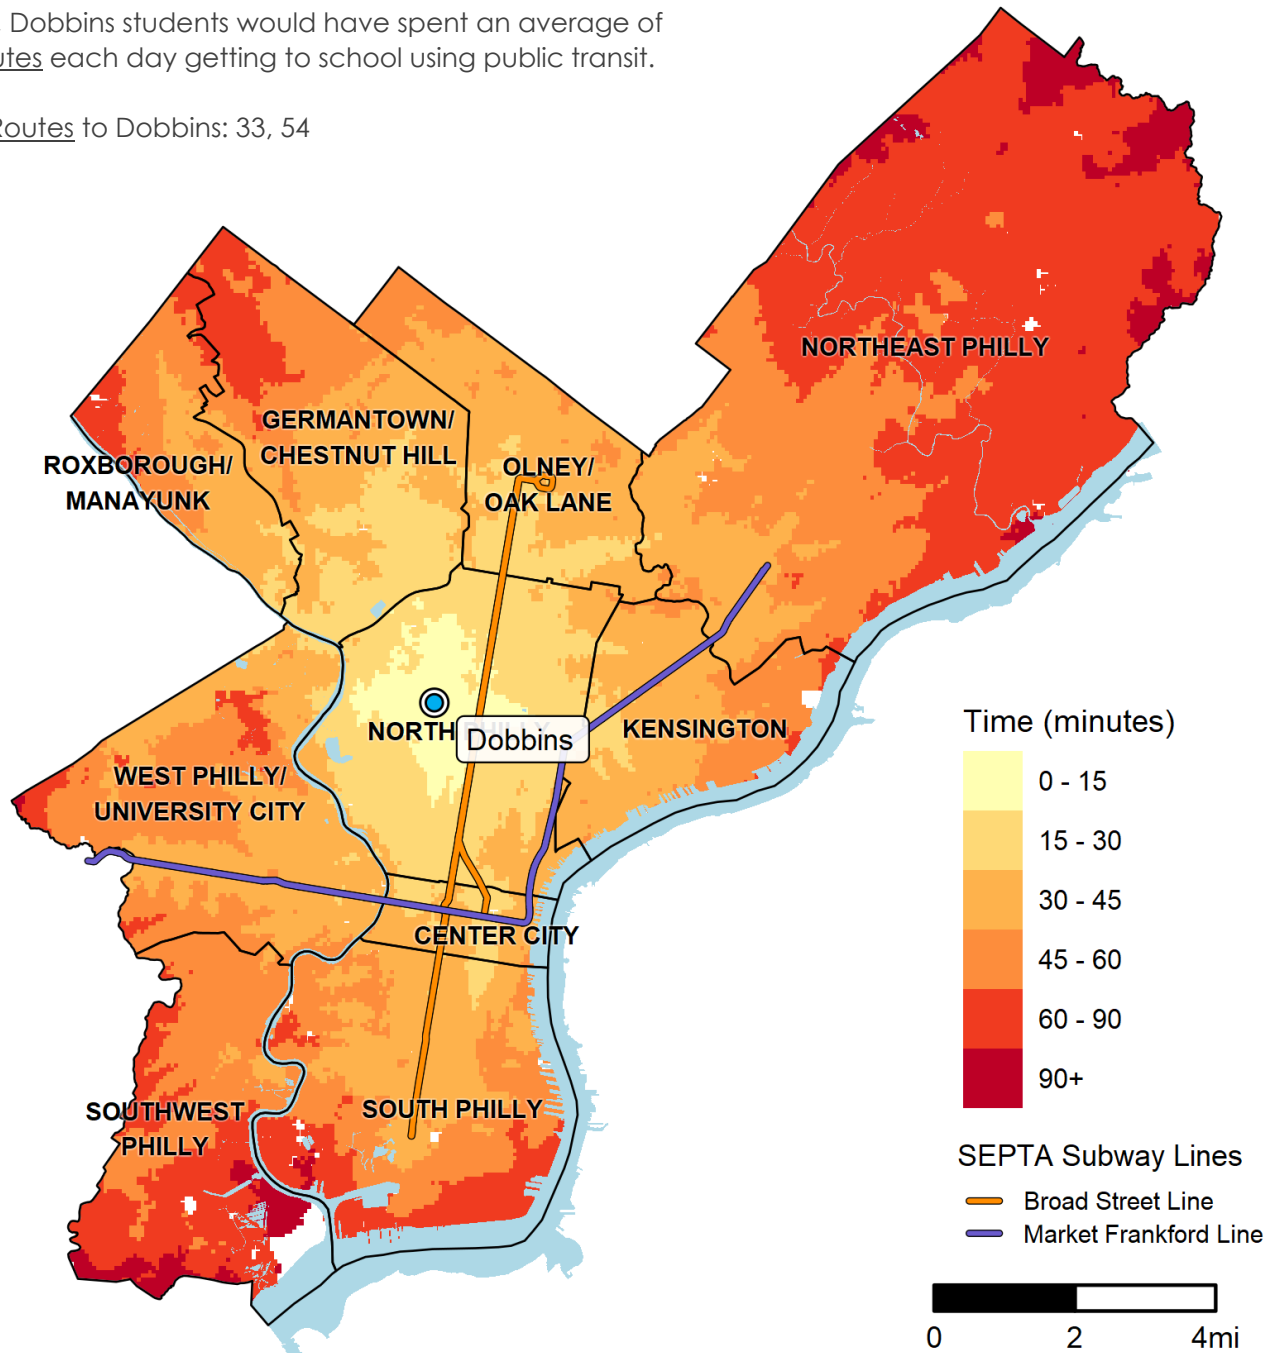 Dobbins students would have spent an average of
utes each day getting to school using public transit.
Routes to Dobbins: 33, 54
NORTHEAST PHILLY
GERMANTOWN/
CHESTNUT HILL
ROXBOROUGH/
MANAYUNK
OLNEY/
OAK LANE
NORTH PHILLY
Dobbins
KENSINGTON
WEST PHILLY/
UNIVERSITY CITY
CENTER CITY
SOUTHWEST
PHILLY
SOUTH PHILLY
Time (minutes)
0 - 15
15 - 30
30 - 45
45 - 60
60 - 90
90+
SEPTA Subway Lines
Broad Street Line
Market Frankford Line
0 2 4mi